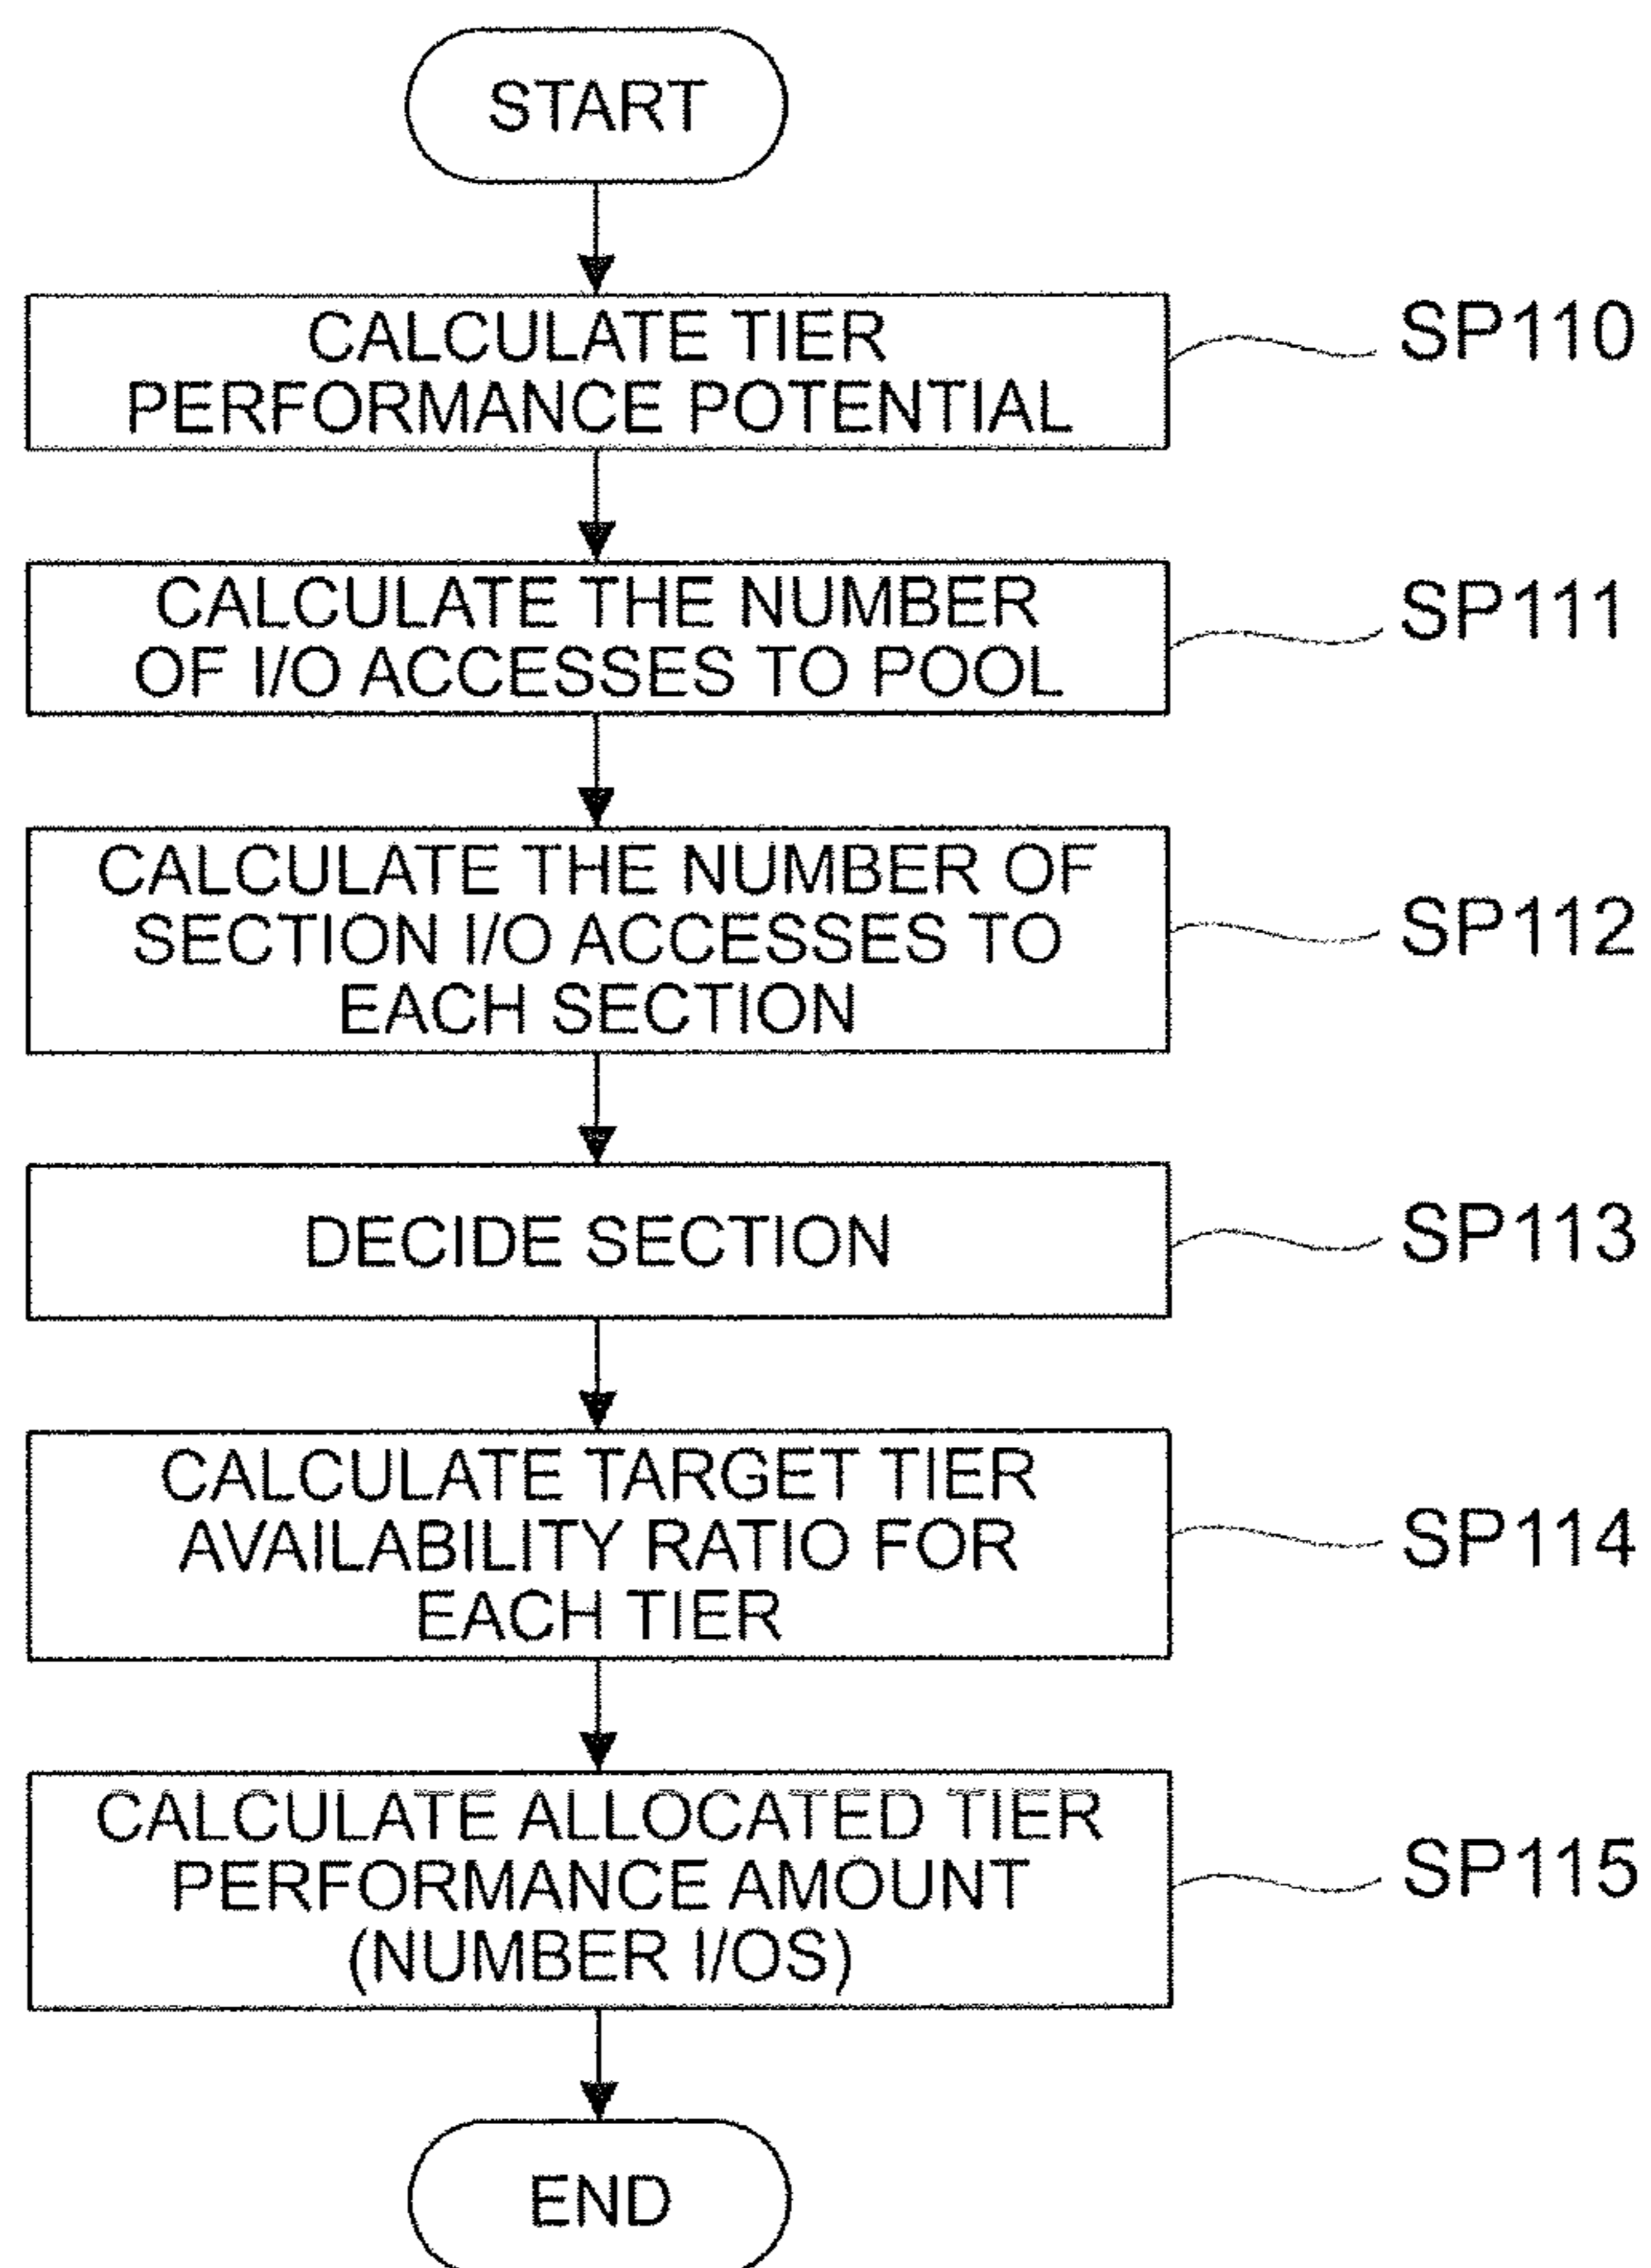 START
CALCULATE TIER
PERFORMANCE POTENTIAL
SP110
CALCULATE THE NUMBER
OF I/O ACCESSES TO POOL
SP111
CALCULATE THE NUMBER OF
SECTION I/O ACCESSES TO
EACH SECTION
SP112
DECIDE SECTION
SP113
CALCULATE TARGET TIER
AVAILABILITY RATIO FOR
EACH TIER
SP114
CALCULATE ALLOCATED TIER
PERFORMANCE AMOUNT
(NUMBER I/OS)
SP115
END